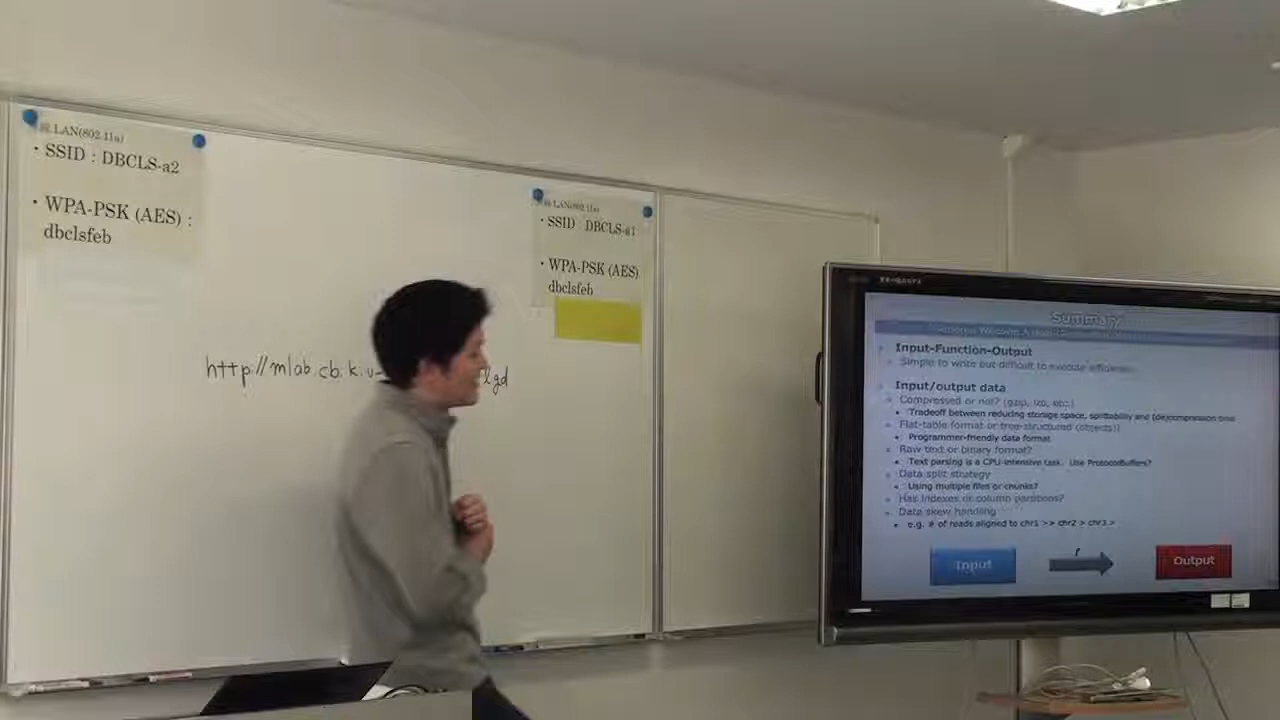 LAN(802.11a)
・SSID : DBCLS-a2
・WPA-PSK (AES) :
dbclsfeb
LAN(802.11a)
・SSID : DBCLS-a1
・WPA-PSK (AES)
dbclsfeb
http://mlab.cb.k.u-
gd
Summary
Input-Function-Output
Simple to write but difficult to execute efficiently
Input/output data
Compressed or not? (gzip, lzo, etc.)
Tradeoff between reducing storage space, splittability and (de)compression time
Flat-table format or tree-structured (objects)?
Programmer-friendly data format
Raw text or binary format?
Text parsing is a CPU-intensive task. Use ProtocolBuffers?
Data split strategy
Using multiple files or chunks?
Has indexes or column partitions?
Data skew handling
e.g. # of reads aligned to chr1 >> chr2 > chr3 >
Input
f
Output